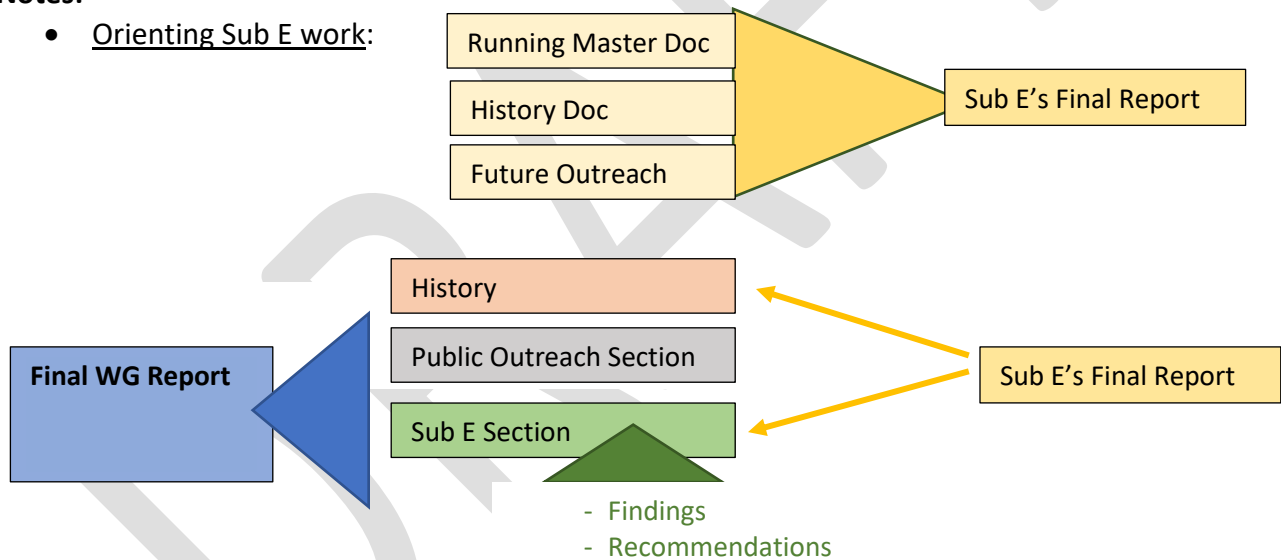 • Orienting Sub E work:
Running Master Doc
History Doc
Future Outreach
Sub E’s Final Report
History
Public Outreach Section
Sub E Section
Final WG Report
Sub E’s Final Report
- Findings
- Recommendations